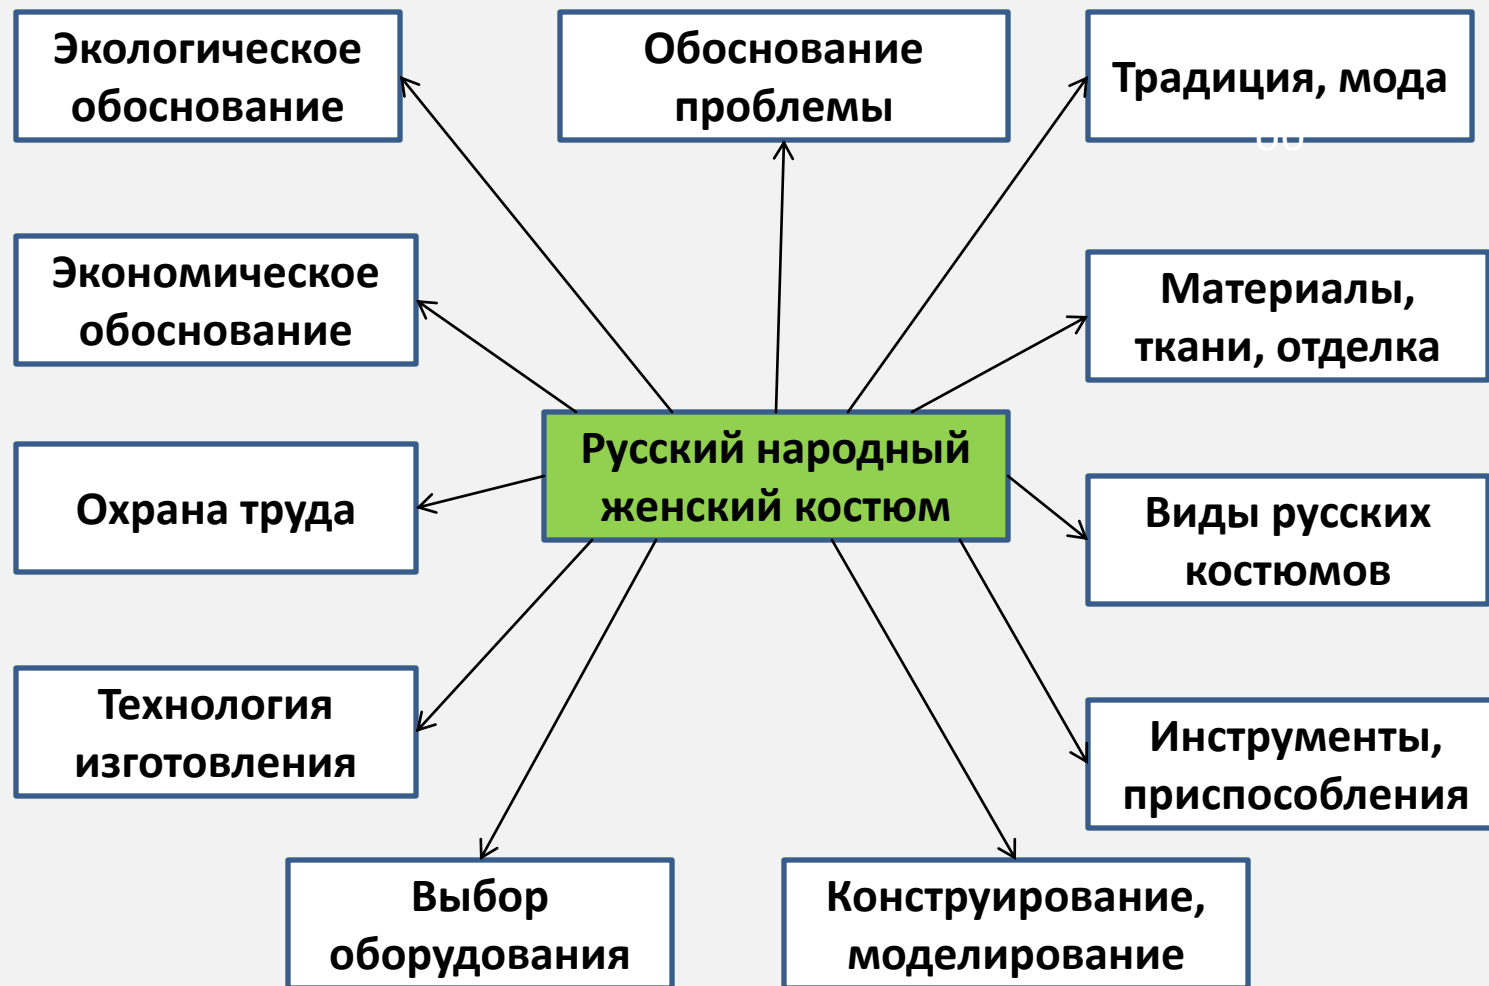 Экологическое
обоснование
Обоснование
проблемы
Традиция, мода
Экономическое
обоснование
Материалы,
ткани, отделка
Русский народный
женский костюм
Охрана труда
Виды русских
костюмов
Технология
изготовления
Инструменты,
приспособления
Выбор
оборудования
Конструирование,
моделирование